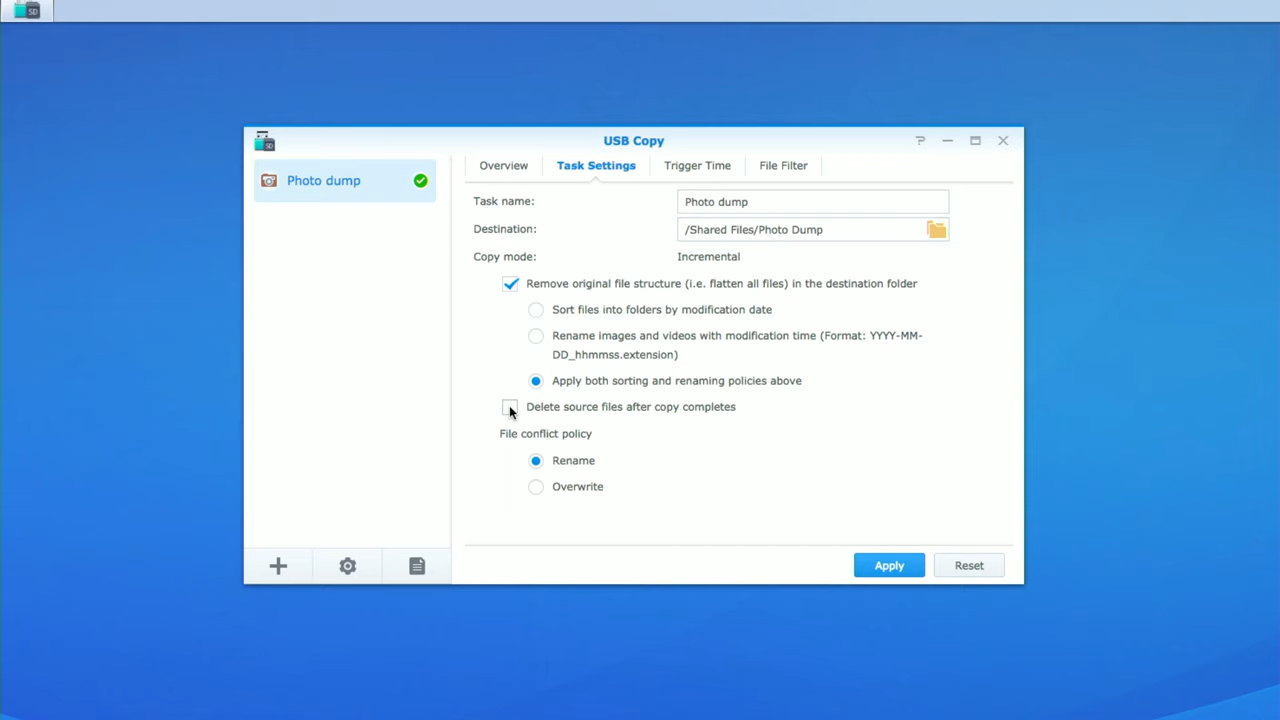 SD
SD
USB Copy
Photo dump
Overview
Task Settings
Trigger Time
File Filter
Task name:
Photo dump
Destination:
/Shared Files/Photo Dump
Copy mode:
Incremental
Remove original file structure (i.e. flatten all files) in the destination folder
Sort files into folders by modification date
Rename images and videos with modification time (Format: YYYY-MM-
DD_hhmmss.extension)
Apply both sorting and renaming policies above
Delete source files after copy completes
File conflict policy
Rename
Overwrite
Apply
Reset